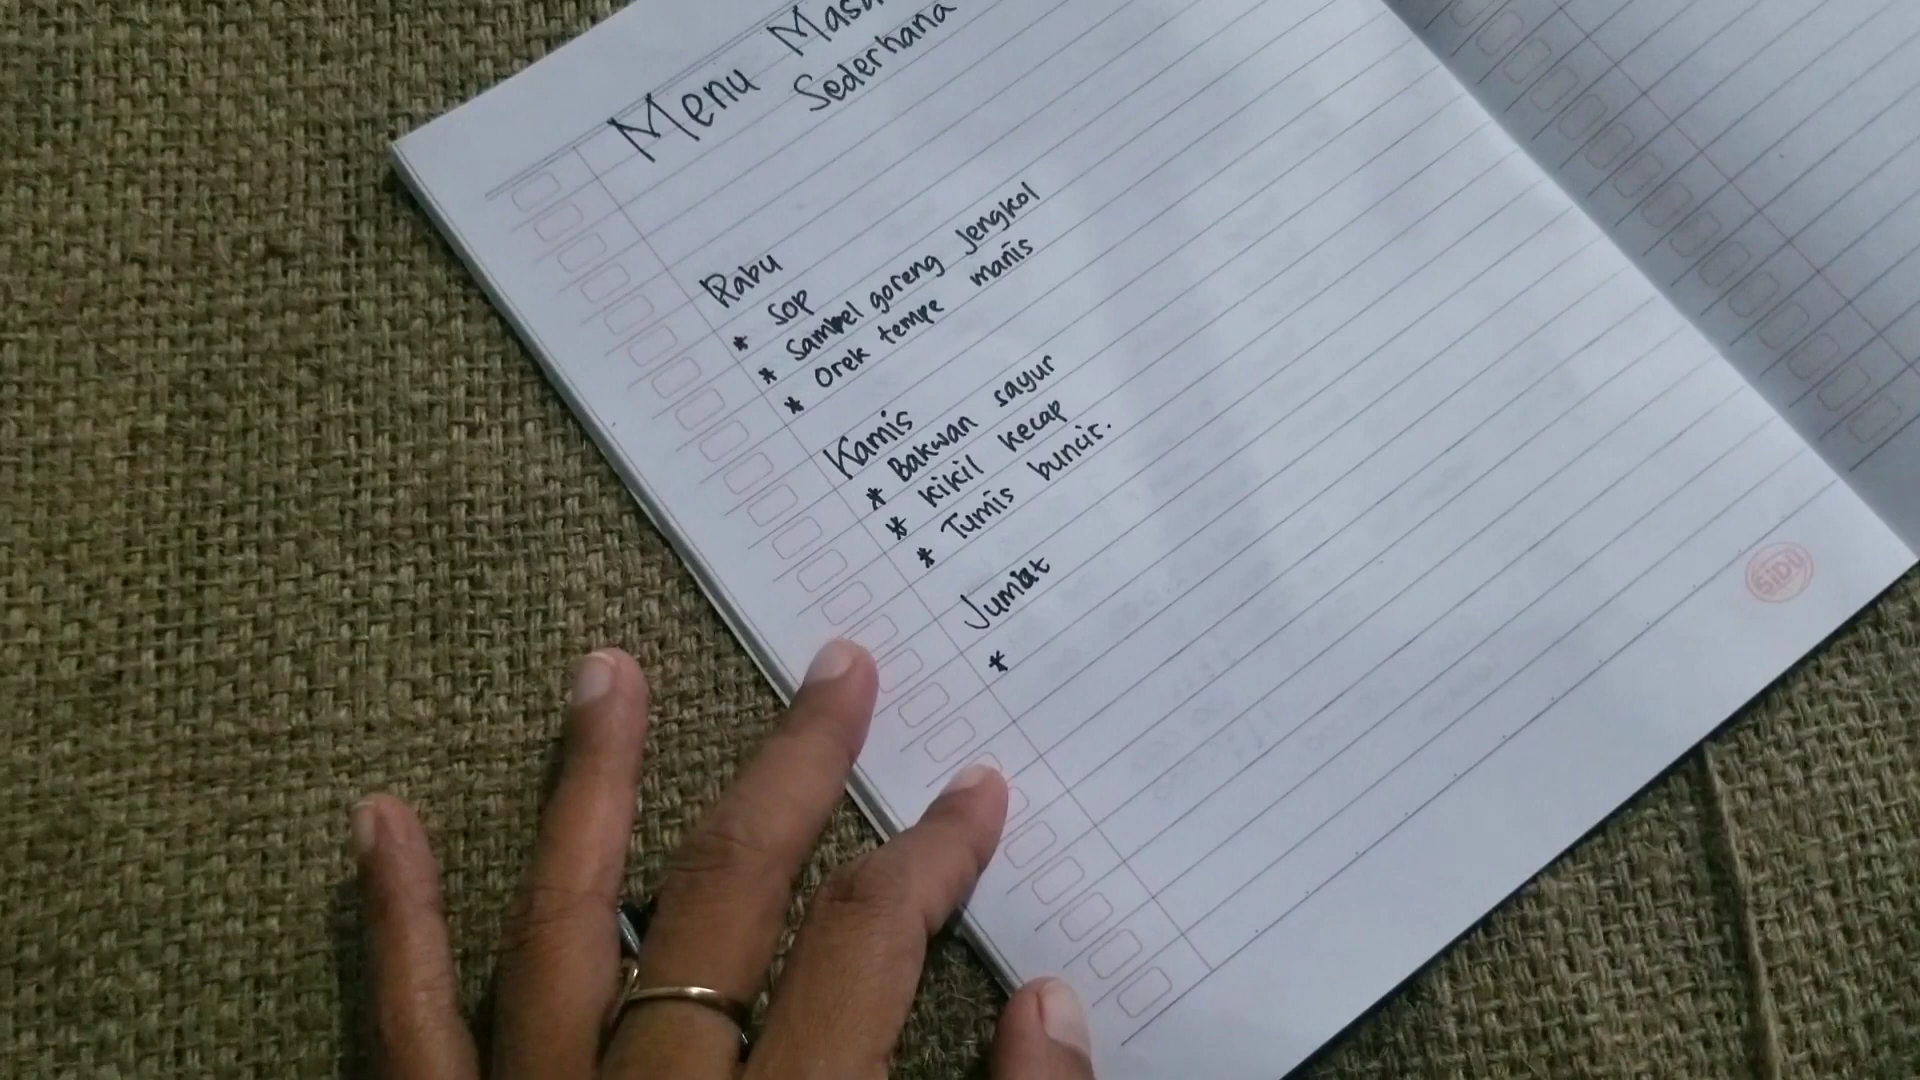 Menu Masa
Sederhana
Rabu
* SOP
* Sambel goreng Jengkol
* Orek tempe manis
Kamis
* Bakwan sayur
* Kikil kecap
* Tumis buncis.
Jumat
*
SIDU